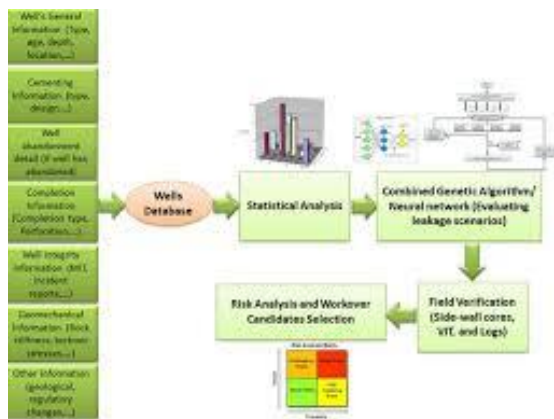 Well's General
Information (Type,
age, depth,
location,...)
Cementing
Information (type,
design,...)
Well
abandonment
detail (if well has
abandoned)
Completion
Information
(Completion type,
Perforation,...)
Well Integrity
Information (MIT,
incident
reports,...)
Geomechanical
Information (Rock
stiffness, tectonic
stresses,...)
Other Information
(geological,
regulatory
changes,...)
Wells
Database
Statistical Analysis
Combined Genetic Algorithm/
Neural network (Evaluating
leakage scenarios)
Field Verification
(Side-wall cores,
VIT, and Logs)
Risk Analysis and Workover
Candidates Selection